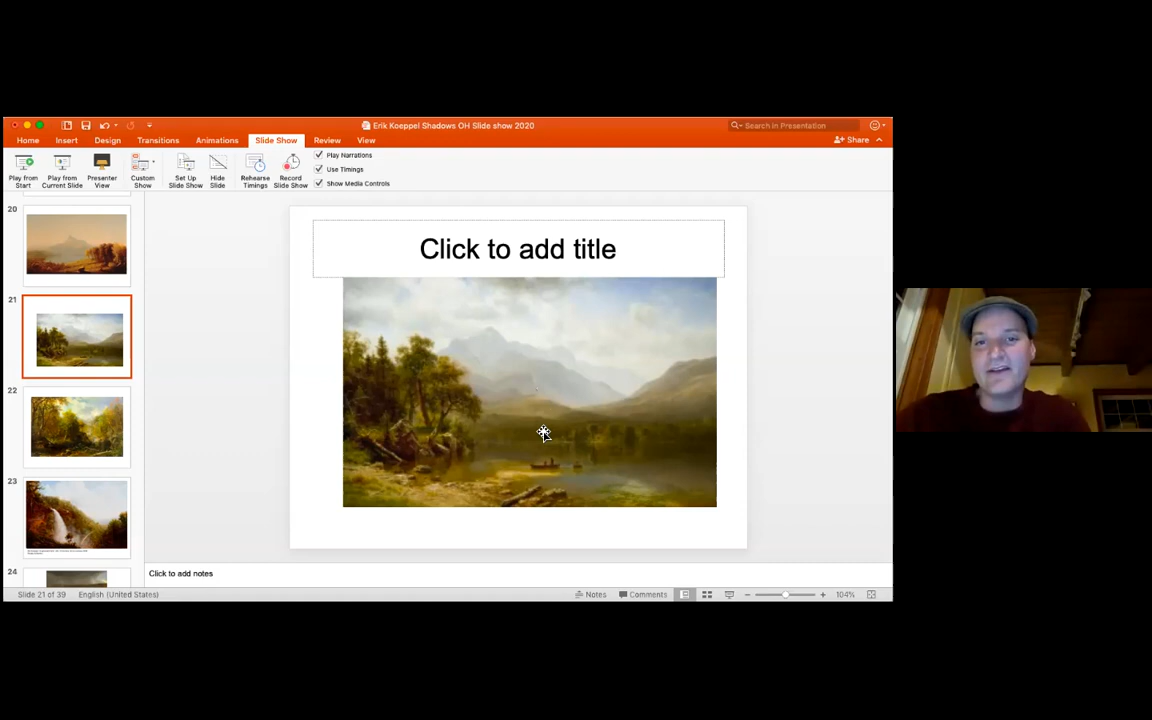 Erik Koeppel Shadows OH Slide show 2020
Search in Presentation
Home Insert Design Transitions Animations Slide Show Review View
Share
Play from Start
Play from Current Slide
Presenter View
Custom Show
Set Up Slide Show
Hide Slide
Rehearse Timings
Record Slide Show
Play Narrations
Use Timings
Show Media Controls
20
21
22
23
24
Click to add title
Click to add notes
Slide 21 of 39 English (United States)
Notes Comments 104%